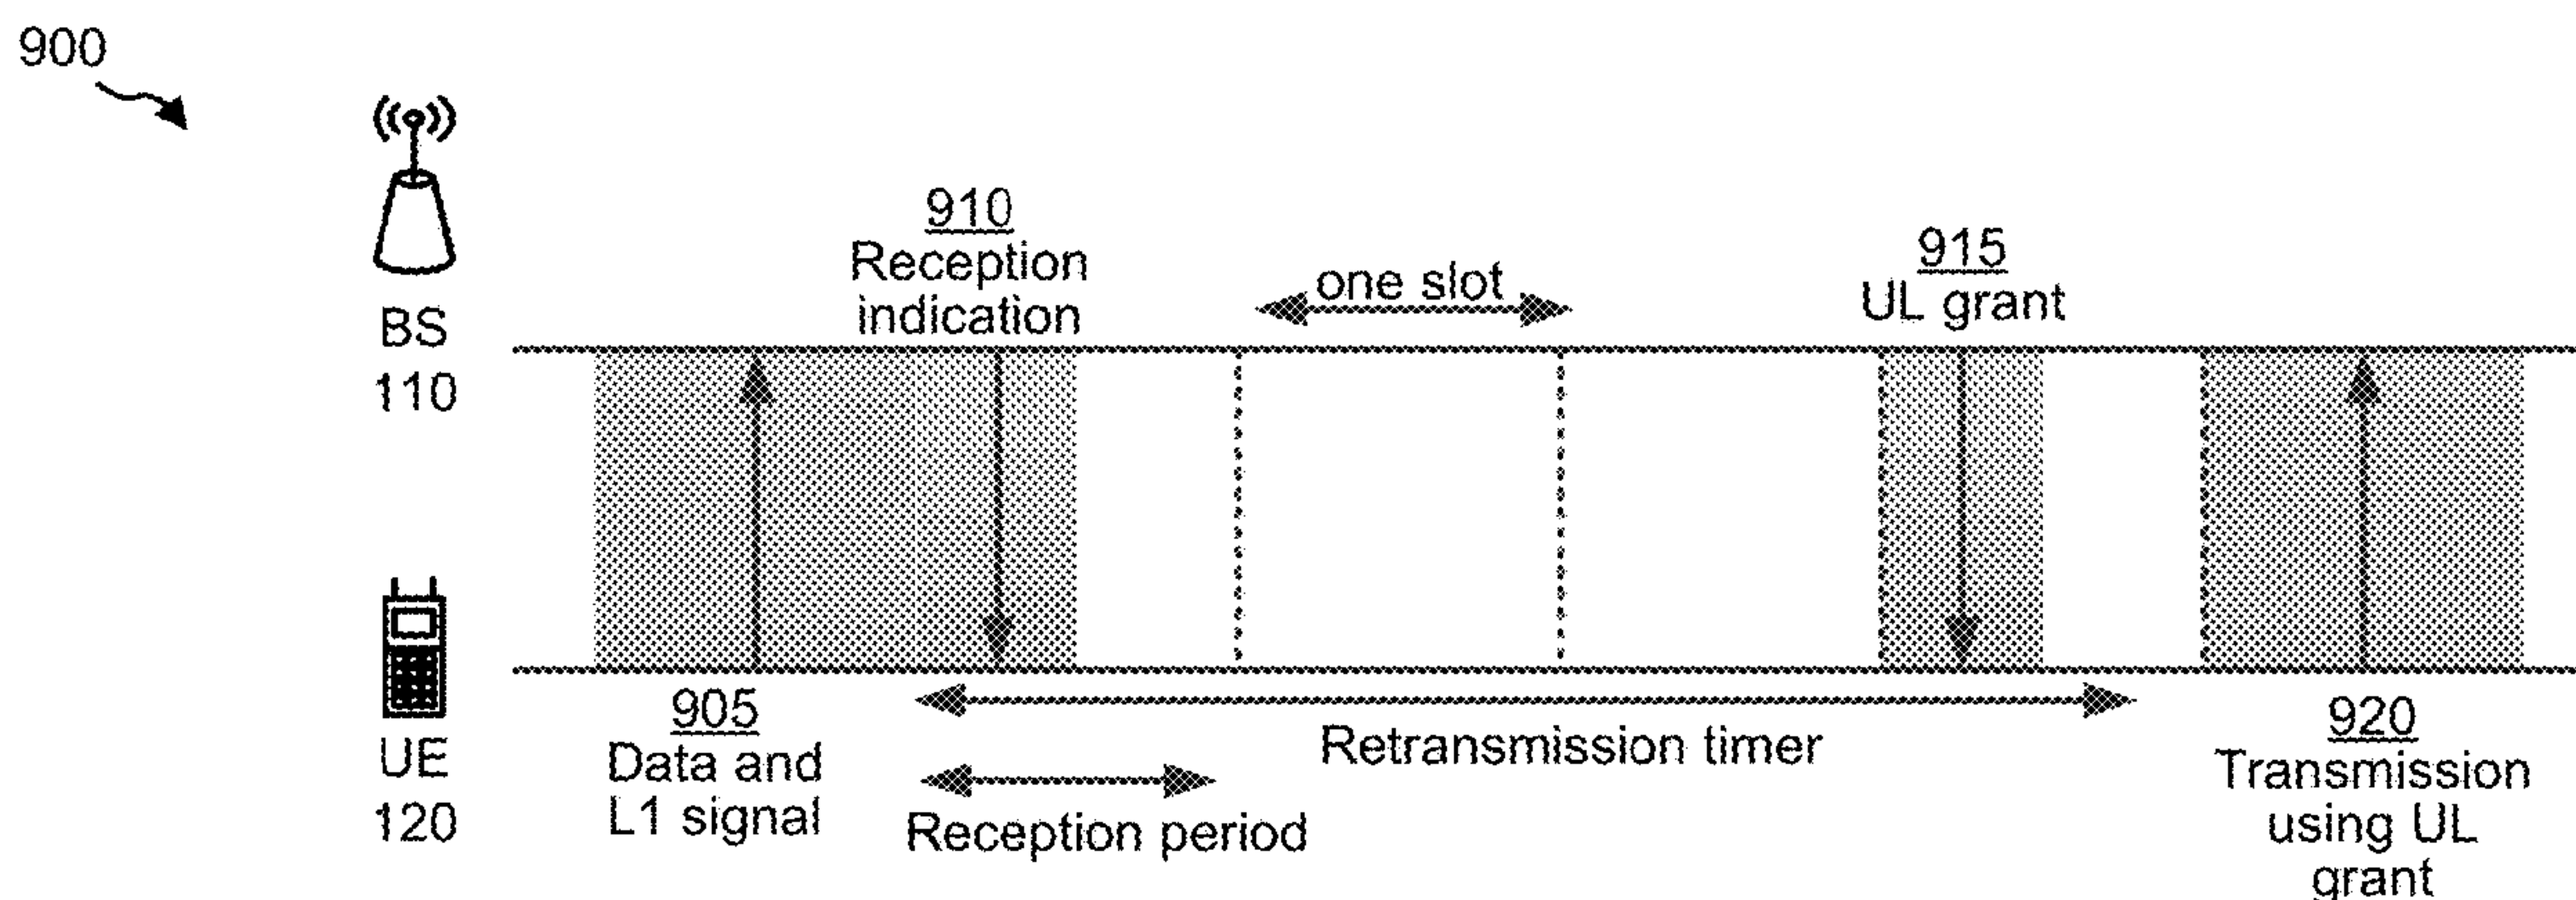 900
BS
110
910
Reception
indication
one slot
915
UL grant
UE
120
905
Data and
L1 signal
Retransmission timer
Reception period
920
Transmission
using UL
grant